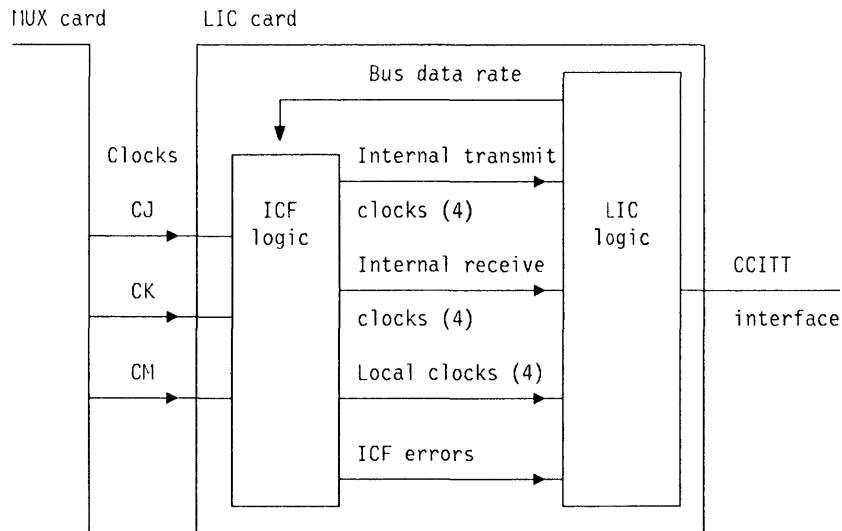 MUX card
LIC card
Bus data rate
Clocks
Internal transmit
clocks (4)
CJ
ICF
logic
LIC
logic
Internal receive
clocks (4)
CCITT
interface
CK
CM
Local clocks (4)
ICF errors